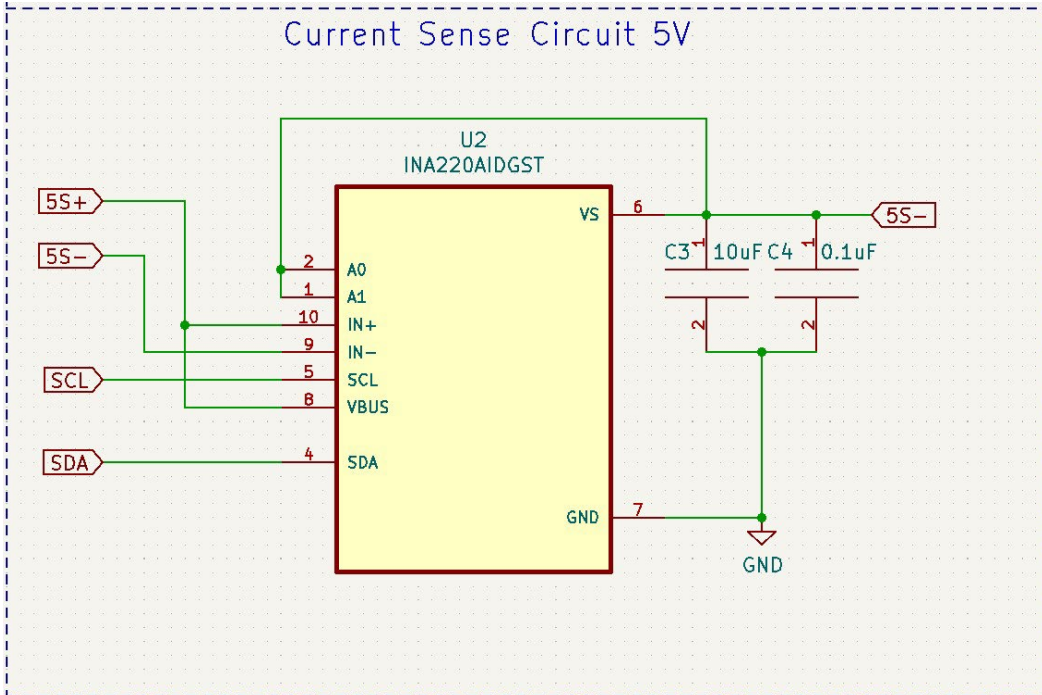 Current Sense Circuit 5V
U2
INA220AIDGST
5S+
VS 6 5S-
1 1
5S-
C3 10uF C4 0.1uF
2 A0
1 A1
10 IN+
2 2
9 IN-
SCL 5 SCL
8 VBUS
SDA 4 SDA
GND 7
GND